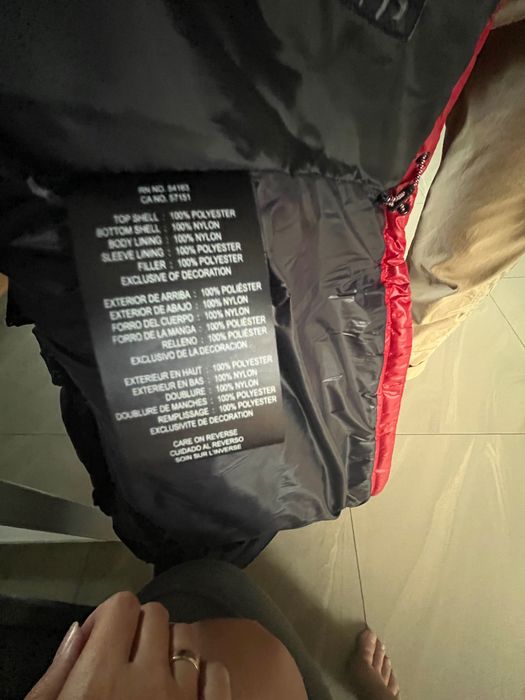 RN NO. 54163
CA NO. 57151
TOP SHELL : 100% POLYESTER
BOTTOM SHELL : 100% NYLON
BODY LINING : 100% NYLON
SLEEVE LINING : 100% POLYESTER
FILLER : 100% POLYESTER
EXCLUSIVE OF DECORATION
EXTERIOR DE ARRIBA : 100% POLIÉSTER
EXTERIOR DE ABAJO : 100% NYLON
FORRO DEL CUERPO : 100% NYLON
FORRO DE LA MANGA : 100% POLIÉSTER
RELLENO : 100% POLIÉSTER
EXCLUSIVO DE LA DECORACION
EXTERIEUR EN HAUT : 100% POLYESTER
EXTERIEUR EN BAS : 100% NYLON
DOUBLURE : 100% NYLON
DOUBLURE DE MANCHES : 100% POLYESTER
REMPLISSAGE : 100% POLYESTER
EXCLUSIVITE DE DECORATION
CARE ON REVERSE
CUIDADO AL REVERSO
SOIN SUR L'INVERSE